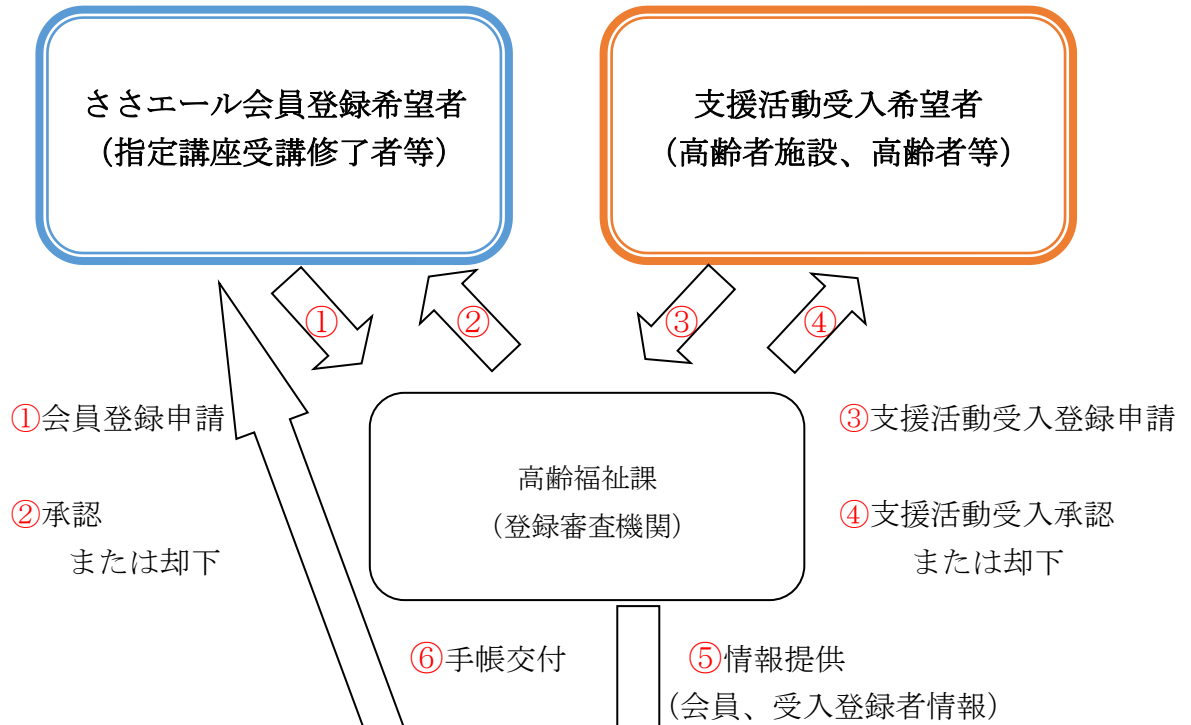 ささエール会員登録希望者
（指定講座受講修了者等）
支援活動受入希望者
（高齢者施設、高齢者等）
①
②
③
④
①会員登録申請
②承認
または却下
高齢福祉課
（登録審査機関）
③支援活動受入登録申請
④支援活動受入承認
または却下
⑥手帳交付
⑤情報提供
（会員、受入登録者情報）